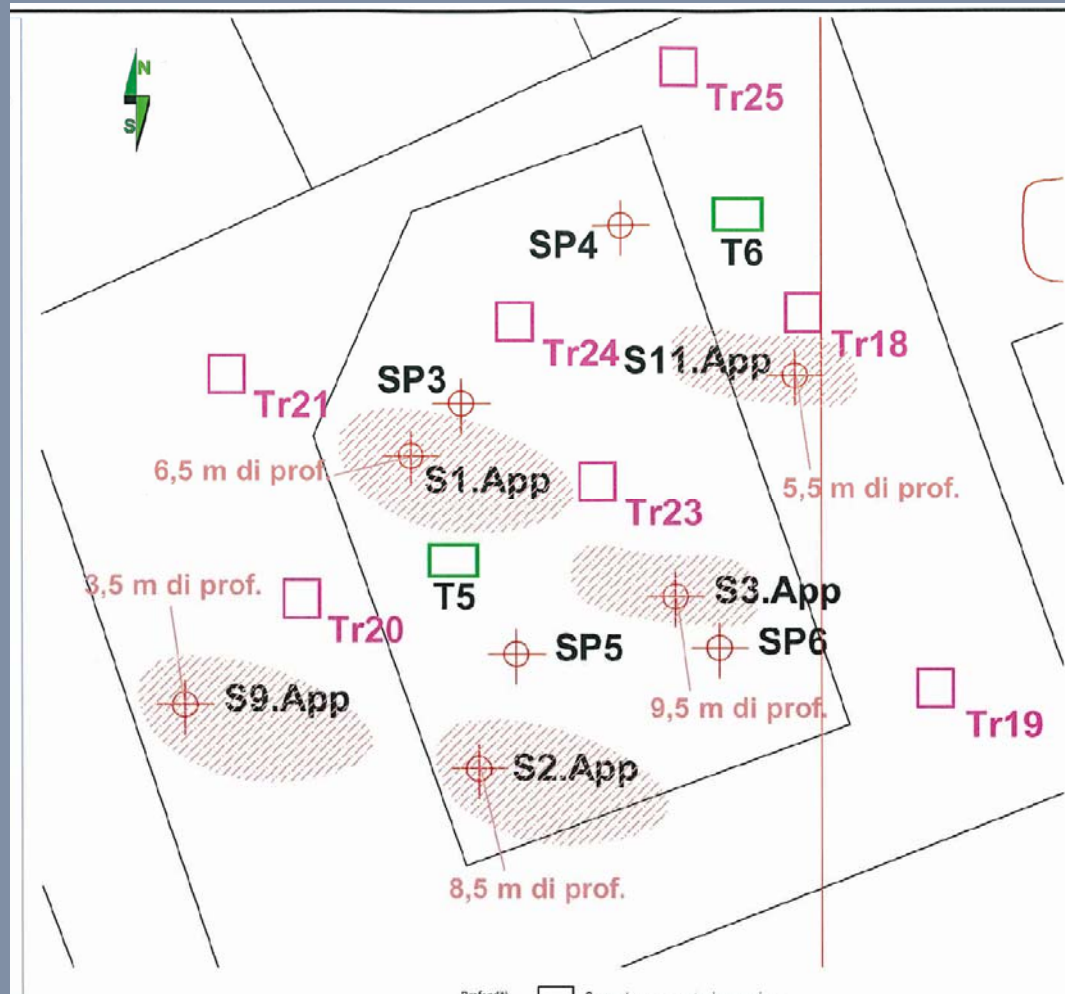 N
S
Tr25
SP4
T6
Tr24
S11.App
Tr18
SP3
Tr21
6,5 m di prof.
S1.App
5,5 m di prof.
Tr23
3,5 m di prof.
T5
S3.App
Tr20
SP5
SP6
S9.App
9,5 m di prof.
Tr19
S2.App
8,5 m di prof.